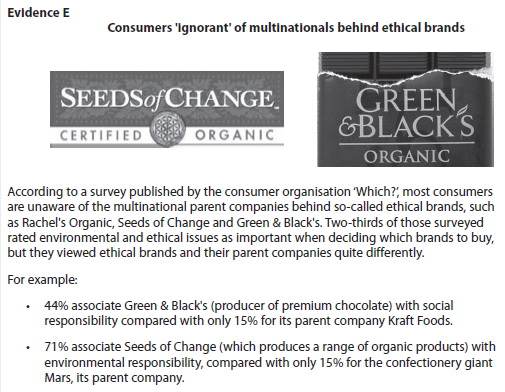 Evidence E
Consumers 'ignorant' of multinationals behind ethical brands
SEEDS of CHANGE™
CERTIFIED ORGANIC
GREEN
&BLACK'S
ORGANIC
According to a survey published by the consumer organisation 'Which?', most consumers
are unaware of the multinational parent companies behind so-called ethical brands, such
as Rachel's Organic, Seeds of Change and Green & Black's. Two-thirds of those surveyed
rated environmental and ethical issues as important when deciding which brands to buy,
but they viewed ethical brands and their parent companies quite differently.
For example:
• 44% associate Green & Black's (producer of premium chocolate) with social
responsibility compared with only 15% for its parent company Kraft Foods.
• 71% associate Seeds of Change (which produces a range of organic products) with
environmental responsibility, compared with only 15% for the confectionery giant
Mars, its parent company.